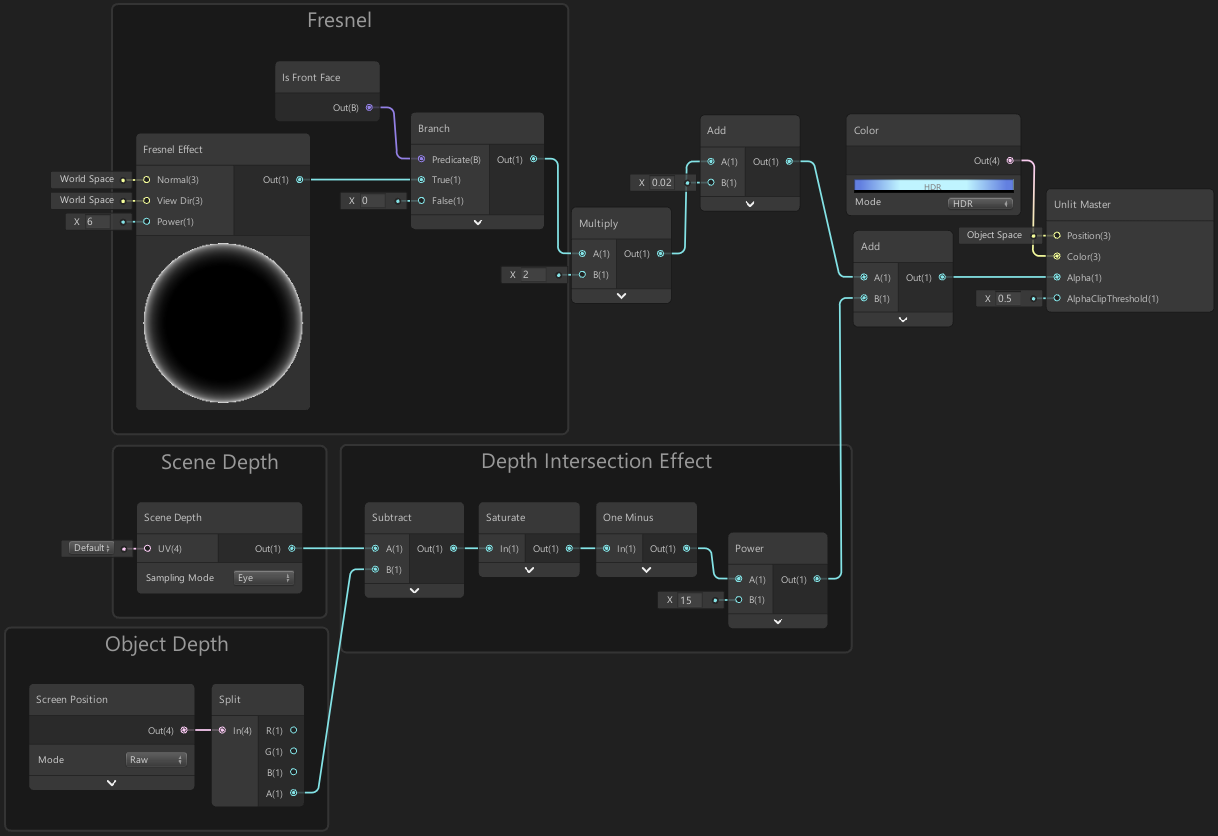 Fresnel
Is Front Face
Out(B)
Branch
Predicate(B)
Out(1)
True(1)
X 0
False(1)
Fresnel Effect
World Space
Normal(3)
Out(1)
World Space
View Dir(3)
X 6
Power(1)
Multiply
A(1)
Out(1)
X 2
B(1)
Add
A(1)
Out(1)
X 0.02
B(1)
Color
Out(4)
HDR
Mode
HDR
Add
A(1)
Out(1)
B(1)
Unlit Master
Object Space
Position(3)
Color(3)
Alpha(1)
X 0.5
AlphaClipThreshold(1)
Scene Depth
Scene Depth
Default
UV(4)
Out(1)
Sampling Mode
Eye
Depth Intersection Effect
Subtract
A(1)
Out(1)
B(1)
Saturate
In(1)
Out(1)
One Minus
In(1)
Out(1)
Power
A(1)
Out(1)
X 15
B(1)
Object Depth
Screen Position
Out(4)
Mode
Raw
Split
In(4)
R(1)
G(1)
B(1)
A(1)